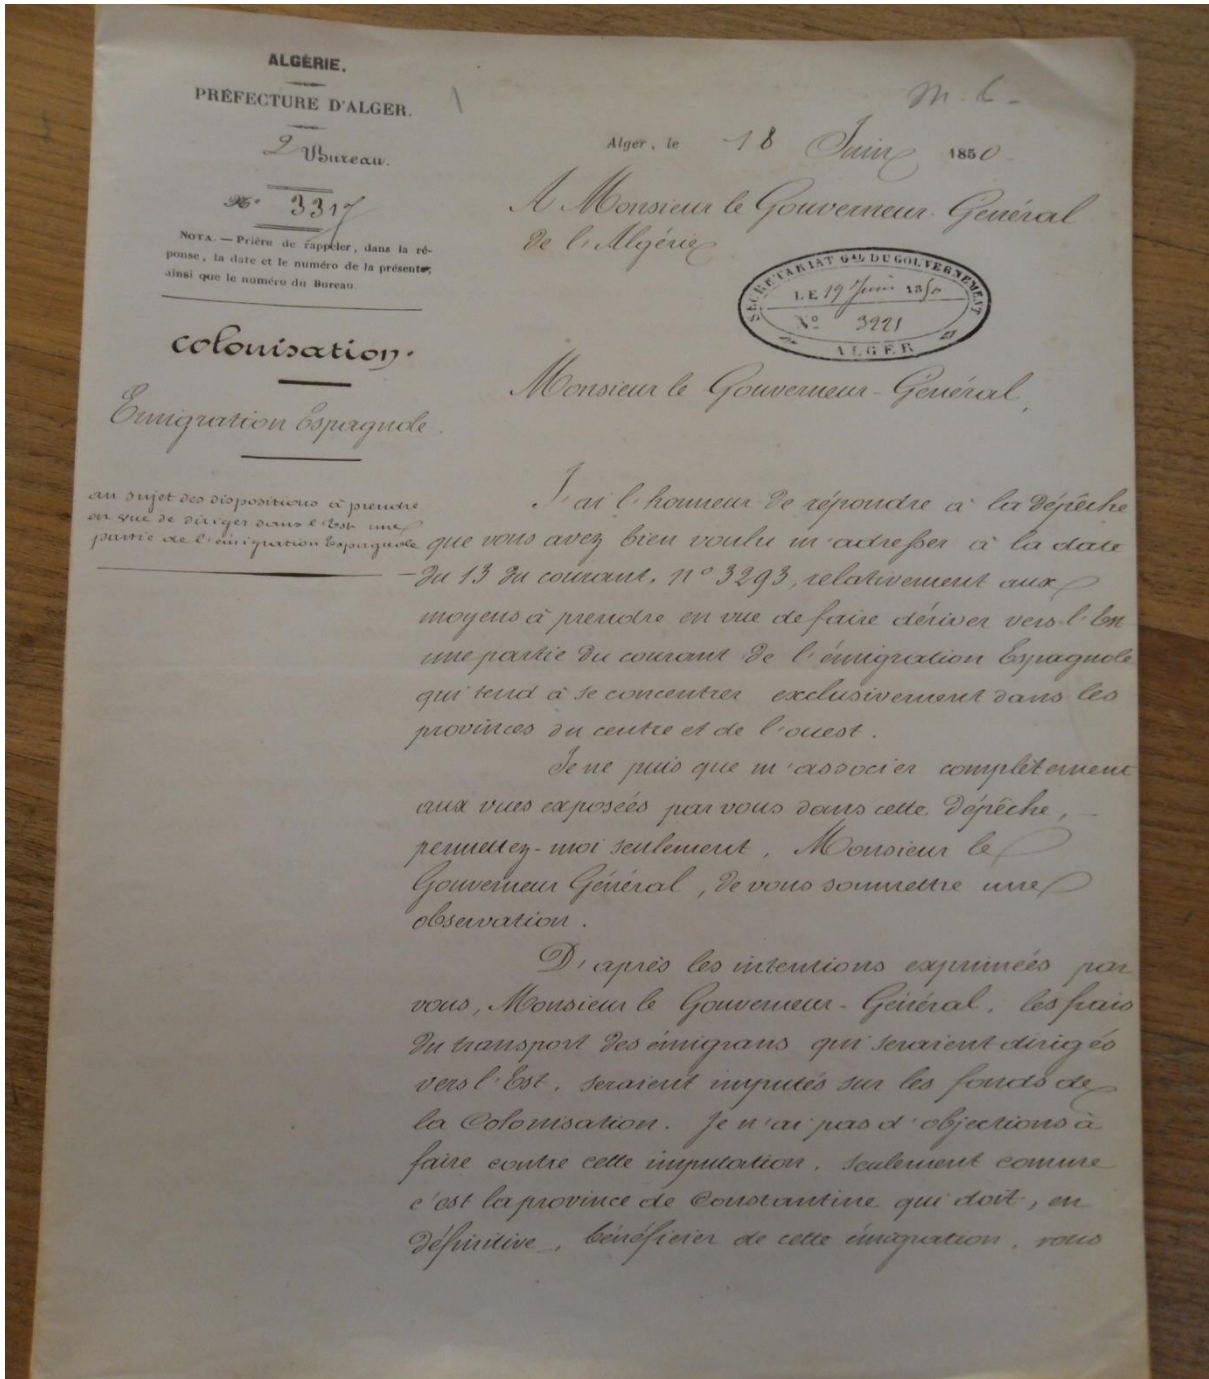 ALGÉRIE.
PRÉFECTURE D'ALGER.
1
2 Bureau.
N° 3317
NOTA. — Prière de rappeler, dans la ré-
ponse, la date et le numéro de la présente,
ainsi que le numéro du Bureau.
colonisation.
Emigration Espagnole.
au sujet des dispositions à prendre
en vue de diriger dans l'Est une
partie de l'émigration Espagnole
Alger, le 18 Juin 1850.
A Monsieur le Gouverneur-Général
de l'Algérie
SECRÉTARIAT GAL DU GOUVERNEMENT
LE 19 Juin 1850
N° 3221
ALGER
Monsieur le Gouverneur-Général,
J'ai l'honneur de répondre à la dépêche
que vous avez bien voulu m'adresser à la date
du 13 du courant, n° 3293, relativement aux
moyens à prendre en vue de faire dériver vers l'Est
une partie du courant de l'émigration Espagnole
qui tend à se concentrer exclusivement dans les
provinces du centre et de l'ouest.
Je ne puis que m'associer complètement
aux vues exposées par vous dans cette dépêche,
permettez-moi seulement, Monsieur le
Gouverneur Général, de vous soumettre une
observation.
D'après les intentions exprimées par
vous, Monsieur le Gouverneur-Général, les frais
du transport des émigrans qui seraient dirigés
vers l'Est, seraient imputés sur les fonds de
la Colonisation. Je n'ai pas d'objections à
faire contre cette imputation, seulement comme
c'est la province de Constantine qui doit, en
définitive, bénéficier de cette émigration, vous